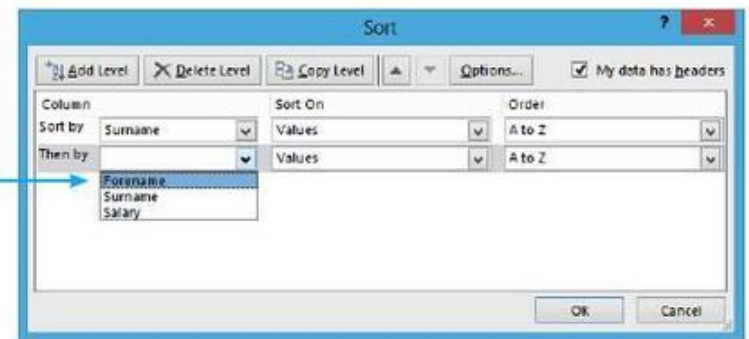 Sort
?
Add Level Delete Level Copy Level Options... My data has headers
Column Sort On Order
Sort by Surname Values A to Z
Then by Values A to Z
Forename
Surname
Salary
OK Cancel